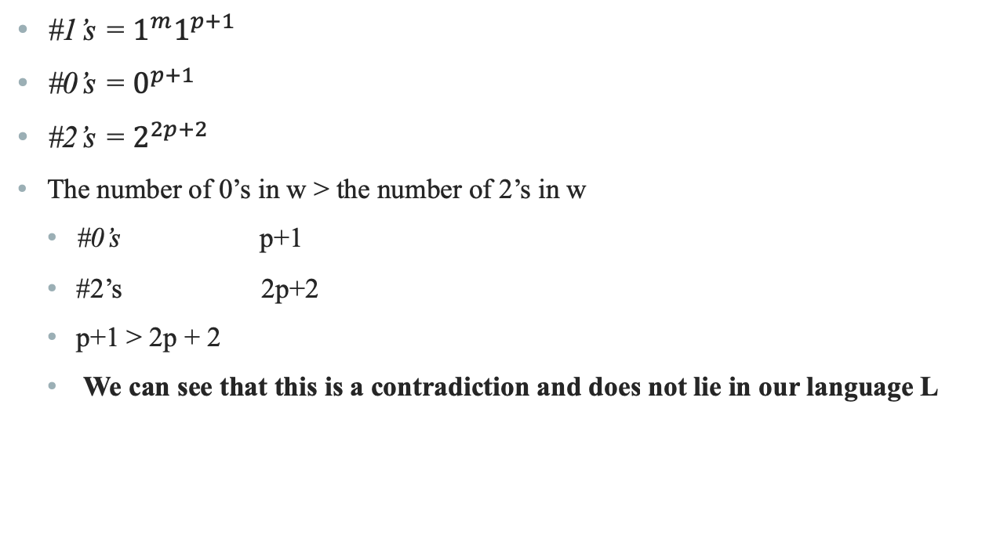 • #1's = 1^m 1^{p+1}
• #0's = 0^{p+1}
• #2's = 2^{2p+2}
• The number of 0’s in w > the number of 2’s in w
• #0’s p+1
• #2’s 2p+2
• p+1 > 2p + 2
• We can see that this is a contradiction and does not lie in our language L